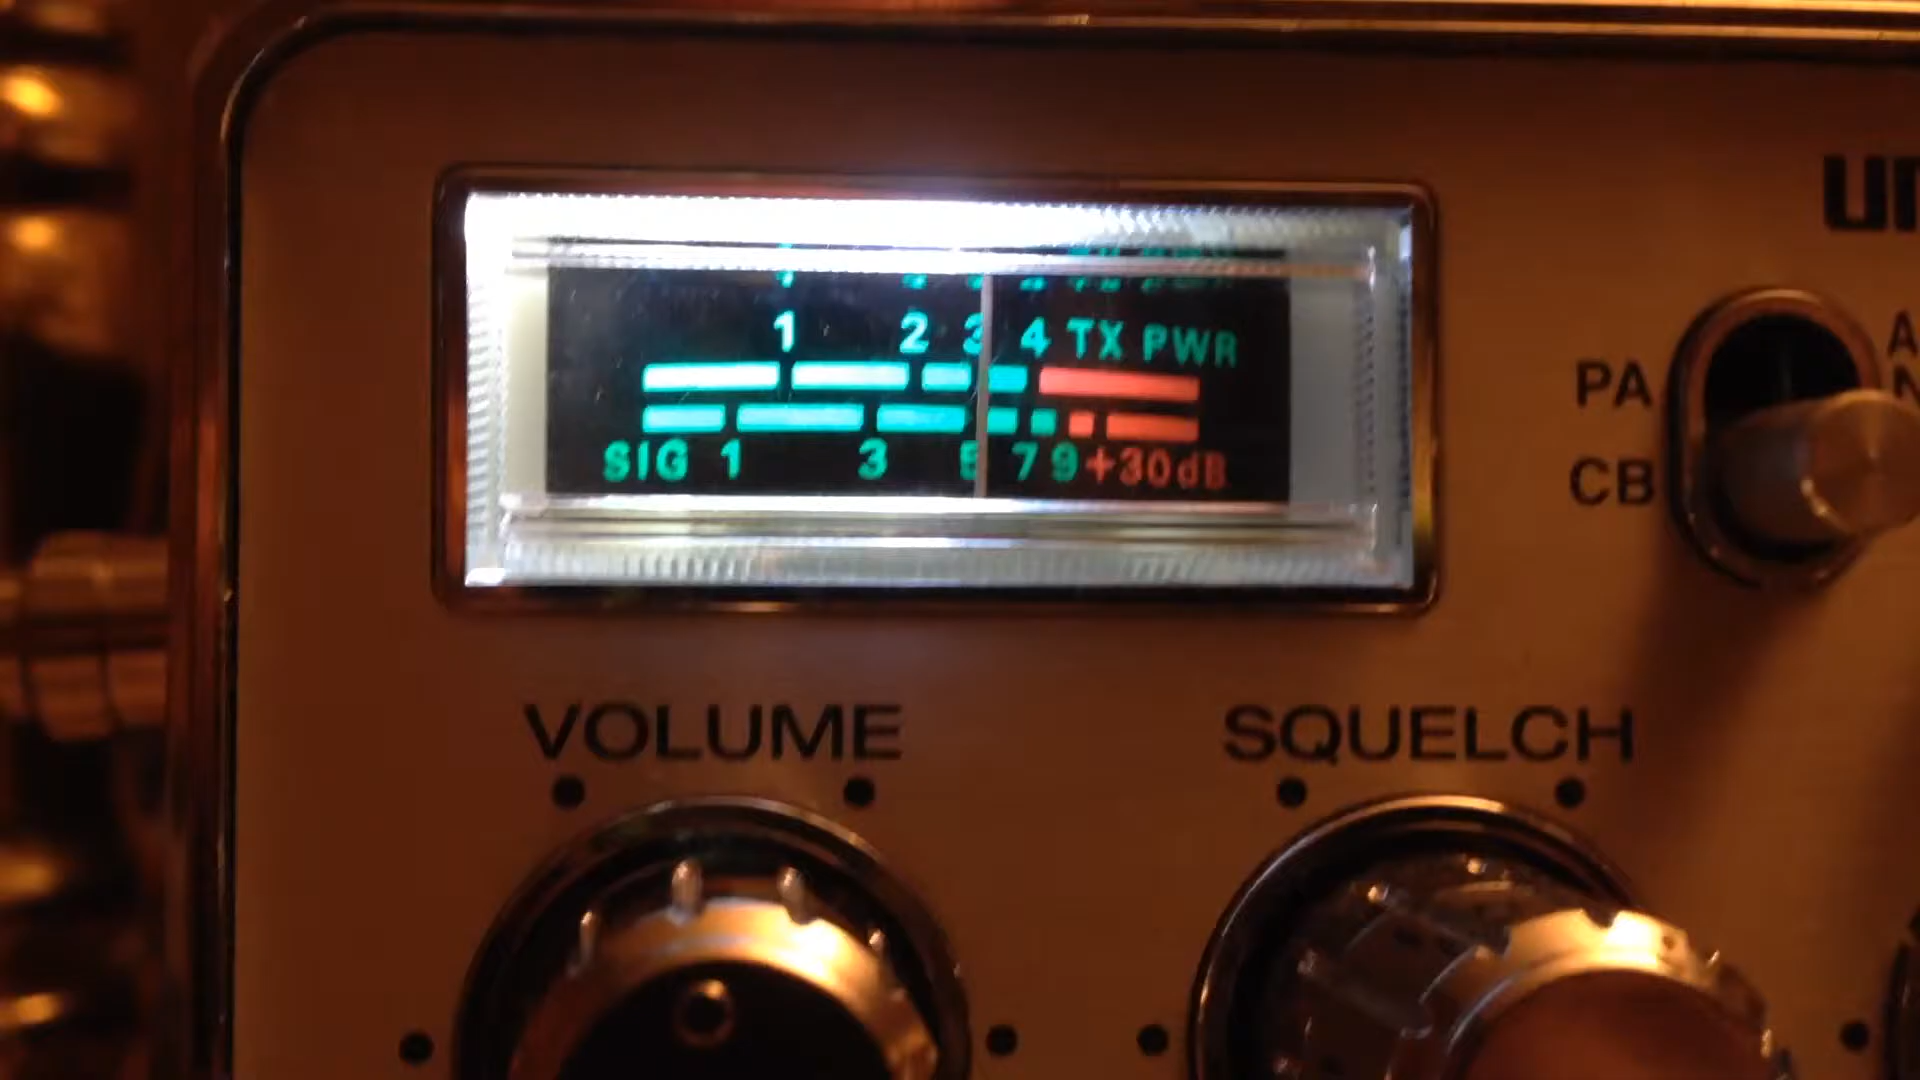 1 2 3 4 TX PWR
SIG 1 3 5 7 9 +30dB
PA
CB
VOLUME SQUELCH